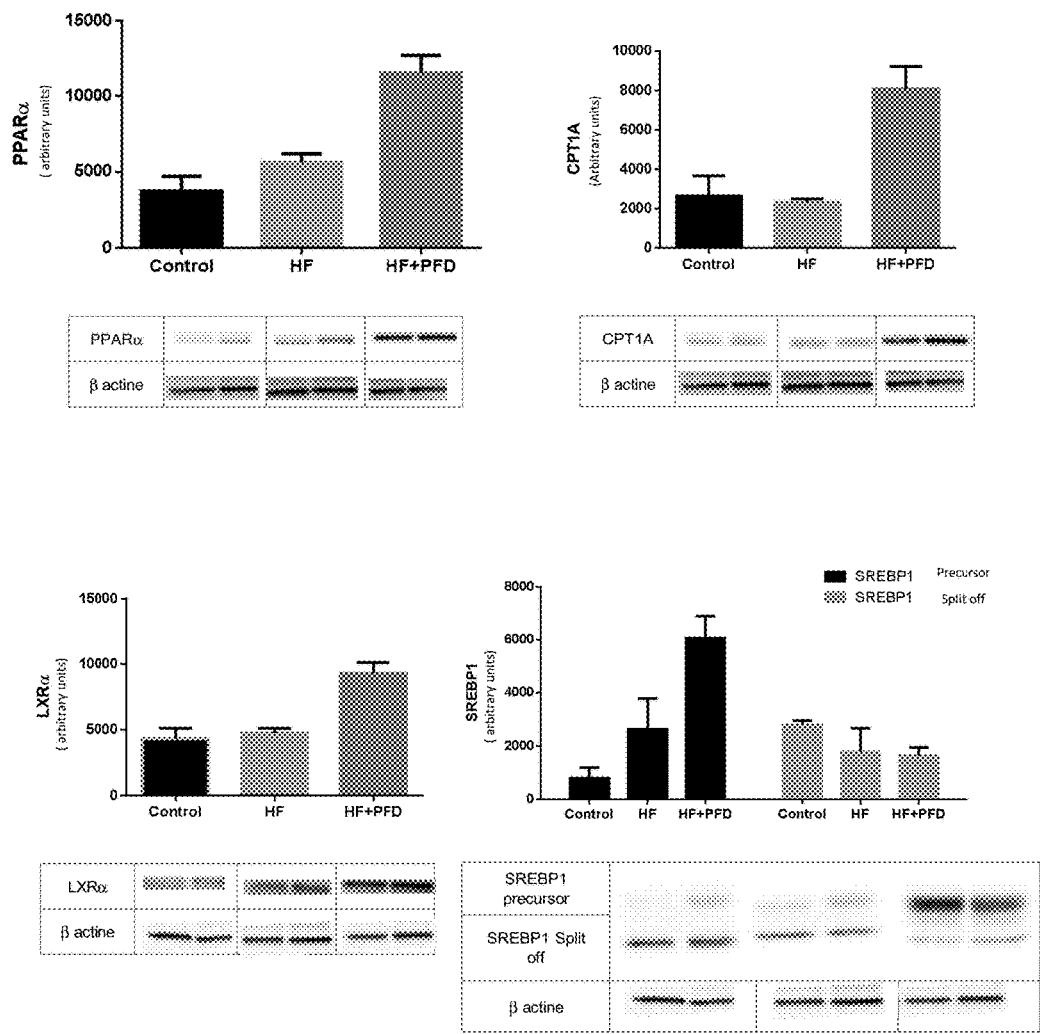 15000
10000
5000
0
PPARα
( arbitrary units)
Control HF HF+PFD
PPARα
β actine
10000
8000
6000
4000
2000
0
CPT1A
(Arbitrary units)
Control HF HF+PFD
CPT1A
β actine
15000
10000
5000
0
LXRα
( arbitrary units)
Control HF HF+PFD
LXRα
β actine
SREBP1 Precursor
SREBP1 Split off
8000
6000
4000
2000
0
SREBP1
( arbitrary units)
Control HF HF+PFD Control HF HF+PFD
SREBP1
precursor
SREBP1 Split
off
β actine